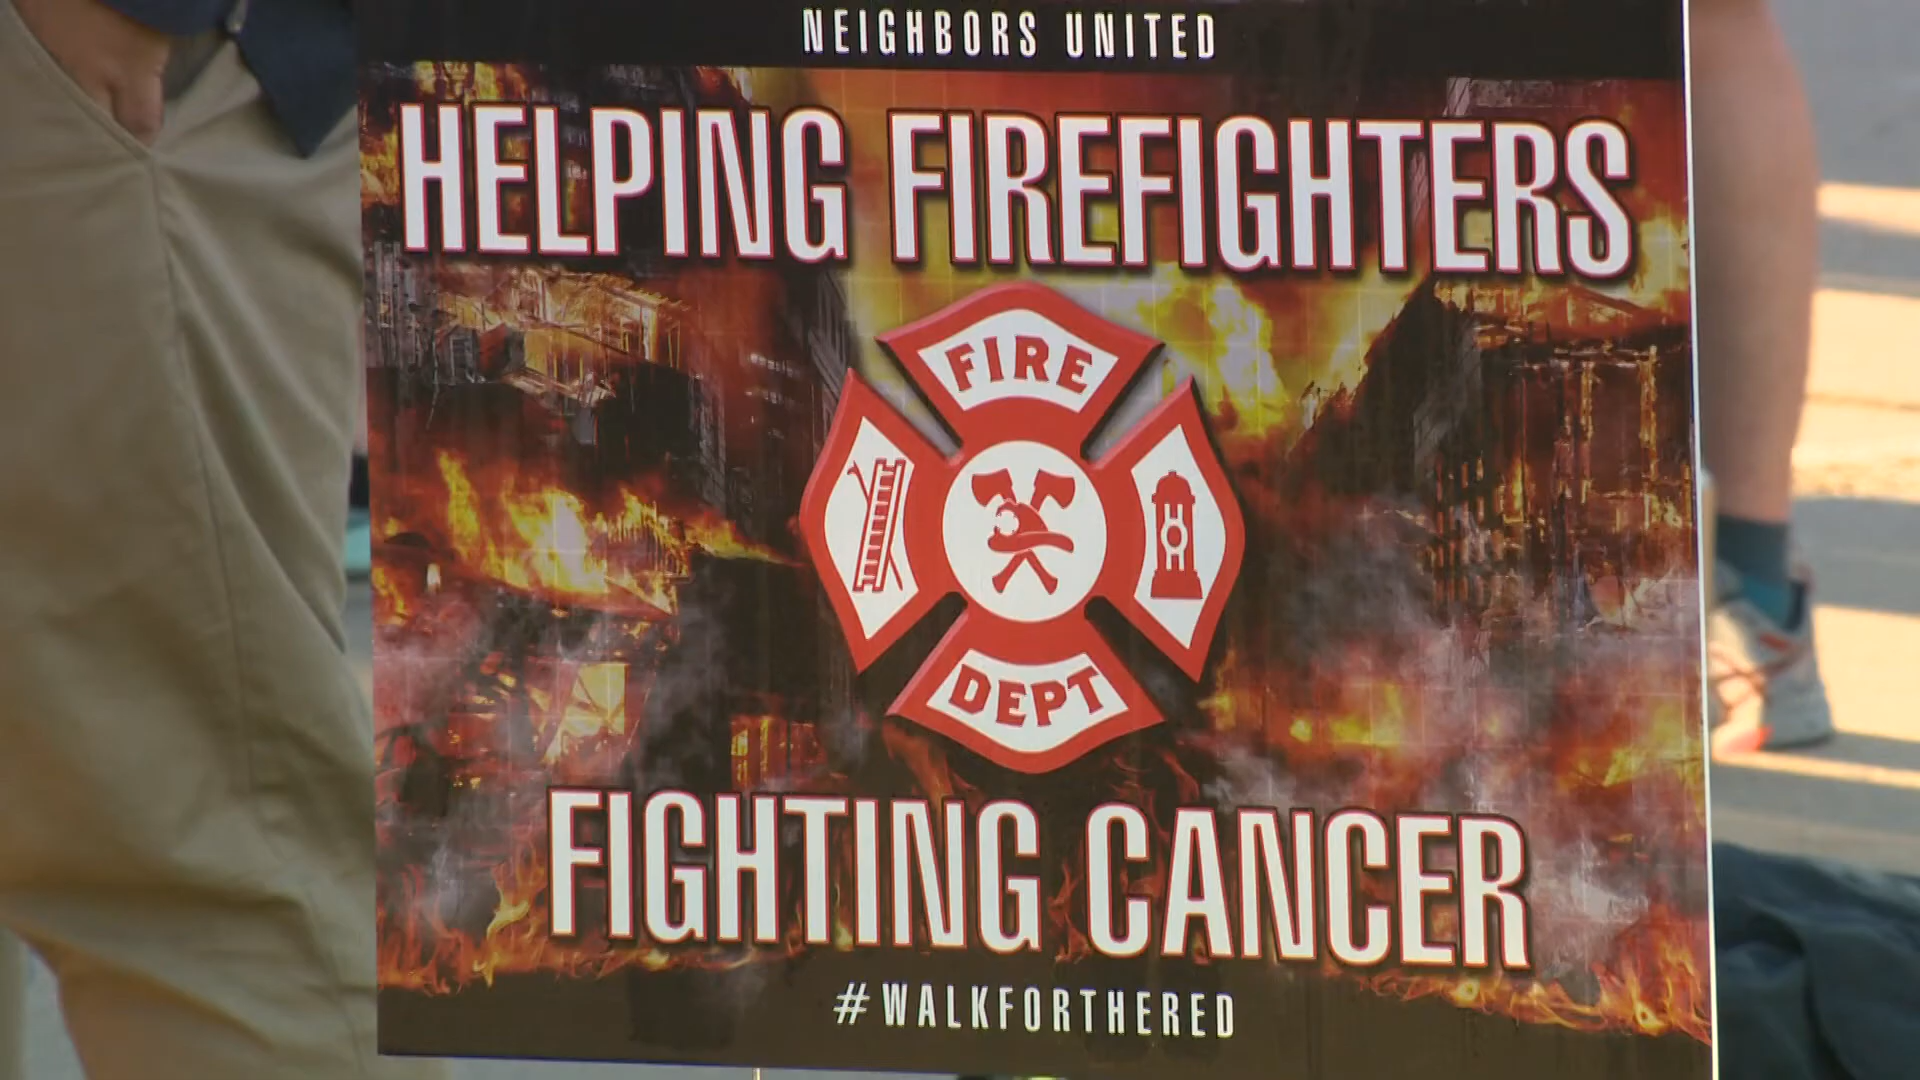 NEIGHBORS UNITED
HELPING FIREFIGHTERS
FIRE
DEPT
FIGHTING CANCER
#WALKFORTHERED